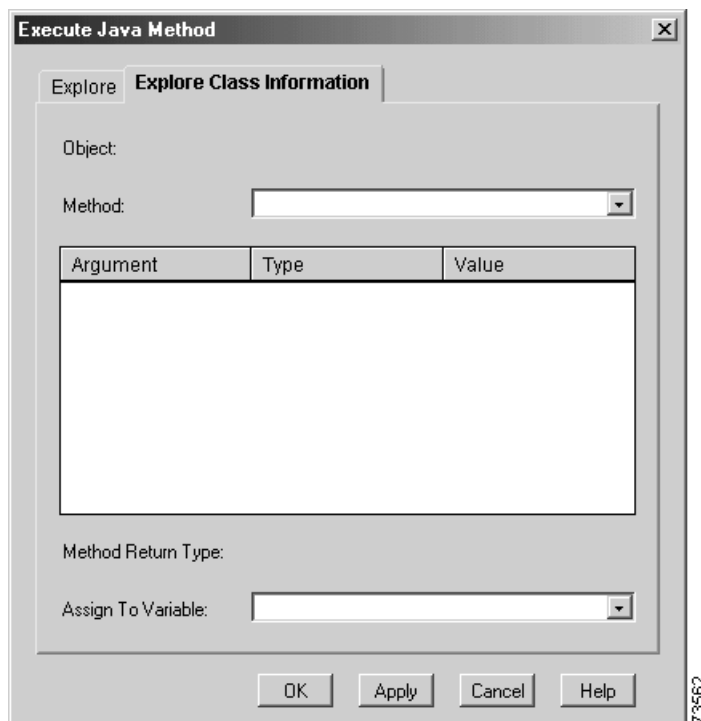 Execute Java Method
Explore Explore Class Information
Object:
Method:
Argument Type Value
Method Return Type:
Assign To Variable:
OK Apply Cancel Help
73562